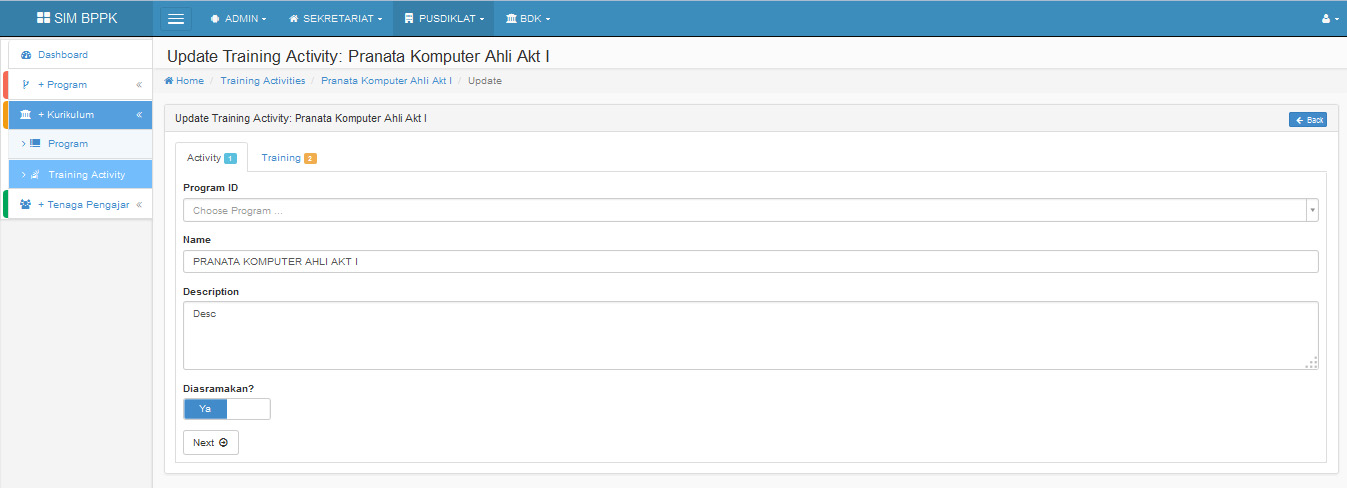 SIM BPPK
ADMIN
SEKRETARIAT
PUSDIKLAT
BDK
Dashboard
+ Program «
+ Kurikulum «
> Program
> Training Activity
+ Tenaga Pengajar «
Update Training Activity: Pranata Komputer Ahli Akt I
Home / Training Activities / Pranata Komputer Ahli Akt I / Update
Update Training Activity: Pranata Komputer Ahli Akt I
Back
Activity 1
Training 2
Program ID
Choose Program ...
Name
PRANATA KOMPUTER AHLI AKT I
Description
Desc
Diasramakan?
Ya
Next